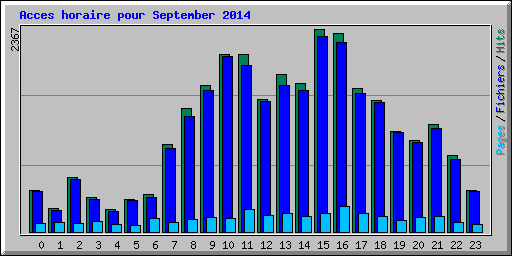 Acces horaire pour September 2014
2367
Pages / Fichiers / Hits
0 1 2 3 4 5 6 7 8 9 10 11 12 13 14 15 16 17 18 19 20 21 22 23